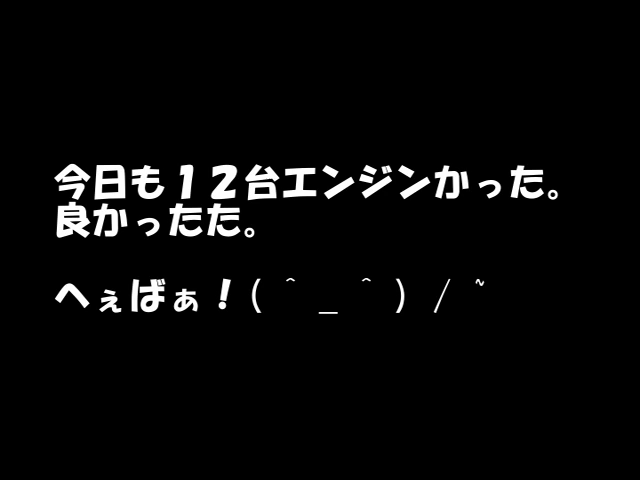 今日も１２台エンジンかった。
良かったた。
へぇばぁ！(＾_＾)／~